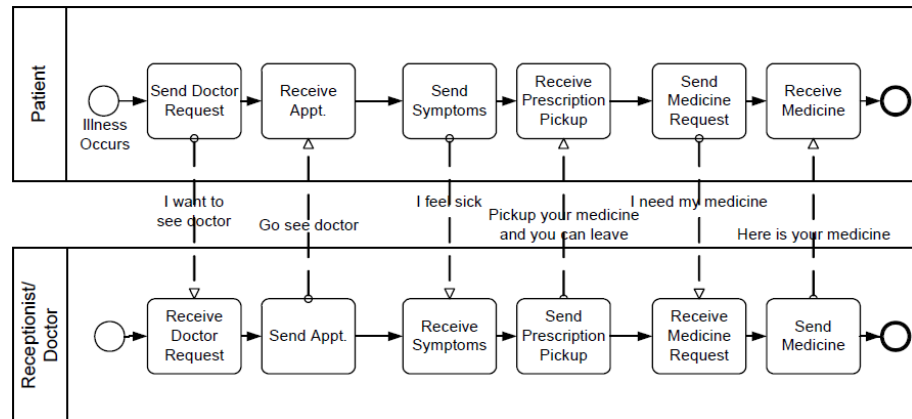 Patient
Illness
Occurs
Send Doctor
Request
Receive
Appt.
Send
Symptoms
Receive
Prescription
Pickup
Send
Medicine
Request
Receive
Medicine
I want to
see doctor
Go see doctor
I feel sick
Pickup your medicine
and you can leave
I need my medicine
Here is your medicine
Receptionist/
Doctor
Receive
Doctor
Request
Send Appt.
Receive
Symptoms
Send
Prescription
Pickup
Receive
Medicine
Request
Send
Medicine